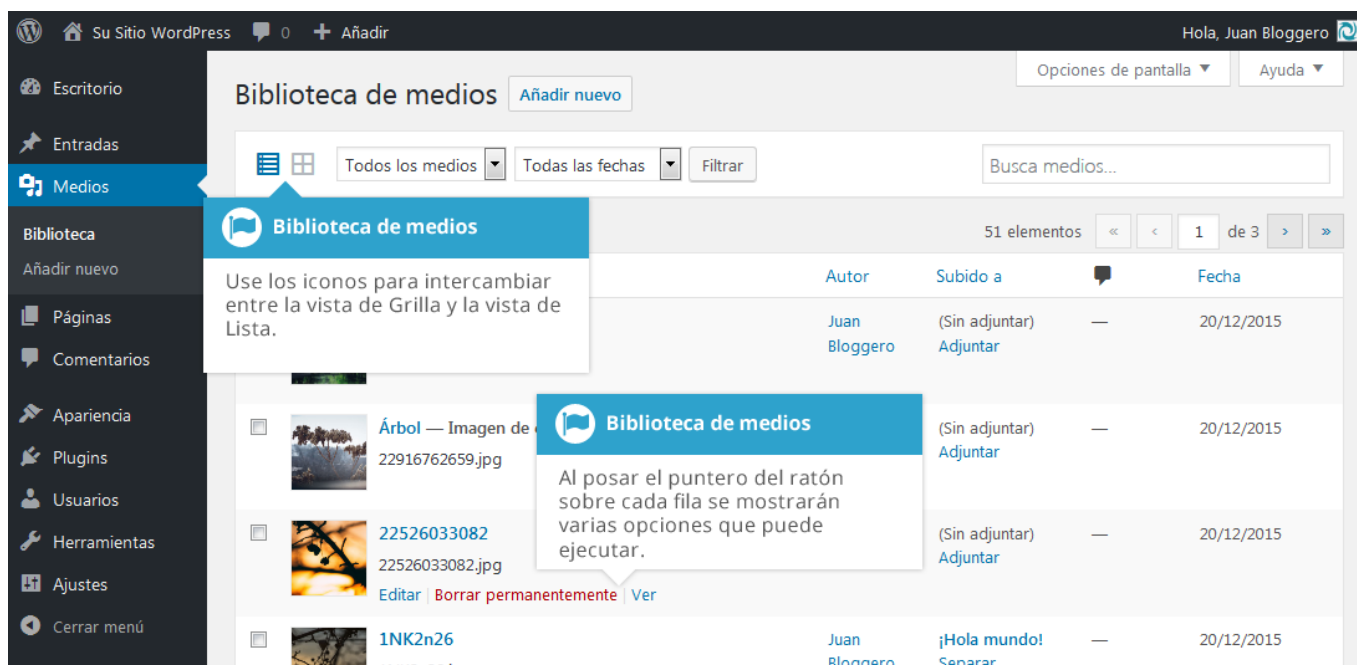 Su Sitio WordPress 0 + Añadir Hola, Juan Bloggero
Opciones de pantalla Ayuda
Escritorio
Entradas
Medios
Biblioteca
Añadir nuevo
Páginas
Comentarios
Apariencia
Plugins
Usuarios
Herramientas
Ajustes
Cerrar menú
Biblioteca de medios Añadir nuevo
Todos los medios Todas las fechas Filtrar Busca medios...
Biblioteca de medios
Use los iconos para intercambiar
entre la vista de Grilla y la vista de
Lista.
51 elementos « ‹ 1 de 3 › »
Autor Subido a Fecha
Juan (Sin adjuntar) — 20/12/2015
Bloggero Adjuntar
Árbol — Imagen de
22916762659.jpg
(Sin adjuntar) — 20/12/2015
Adjuntar
Biblioteca de medios
Al posar el puntero del ratón
sobre cada fila se mostrarán
varias opciones que puede
ejecutar.
22526033082
22526033082.jpg
Editar | Borrar permanentemente | Ver
(Sin adjuntar) — 20/12/2015
Adjuntar
1NK2n26 Juan ¡Hola mundo! — 20/12/2015
Bloggero Separar